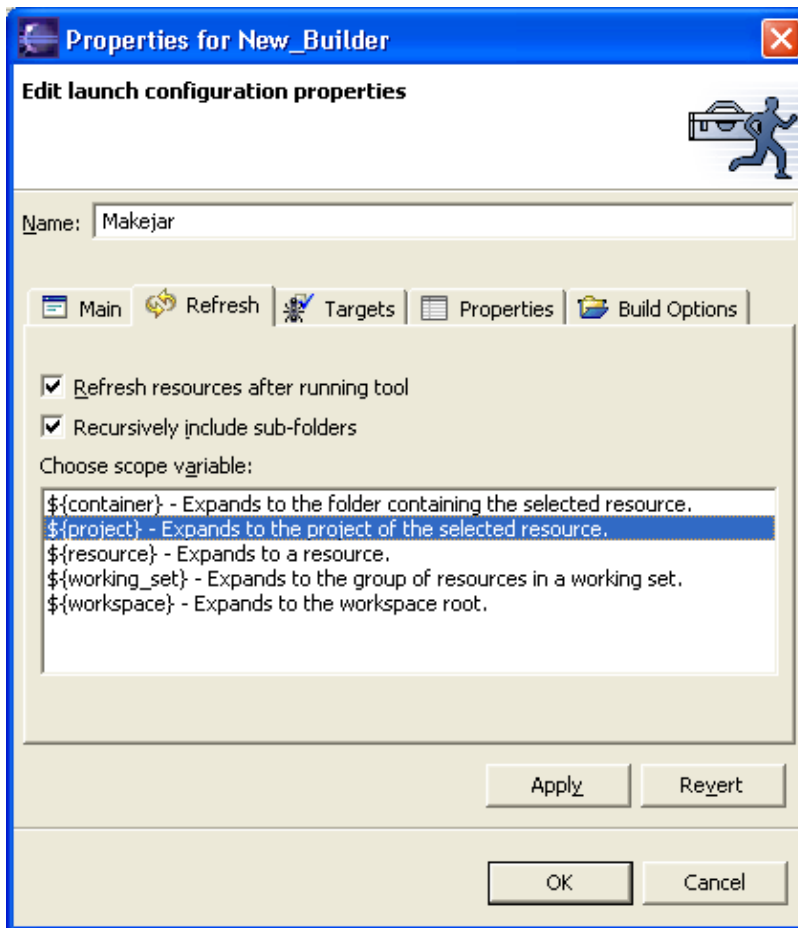 Properties for New_Builder
Edit launch configuration properties
Name: Makejar
Main Refresh Targets Properties Build Options
Refresh resources after running tool
Recursively include sub-folders
Choose scope variable:
${container} - Expands to the folder containing the selected resource.
${project} - Expands to the project of the selected resource.
${resource} - Expands to a resource.
${working_set} - Expands to the group of resources in a working set.
${workspace} - Expands to the workspace root.
Apply Revert
OK Cancel